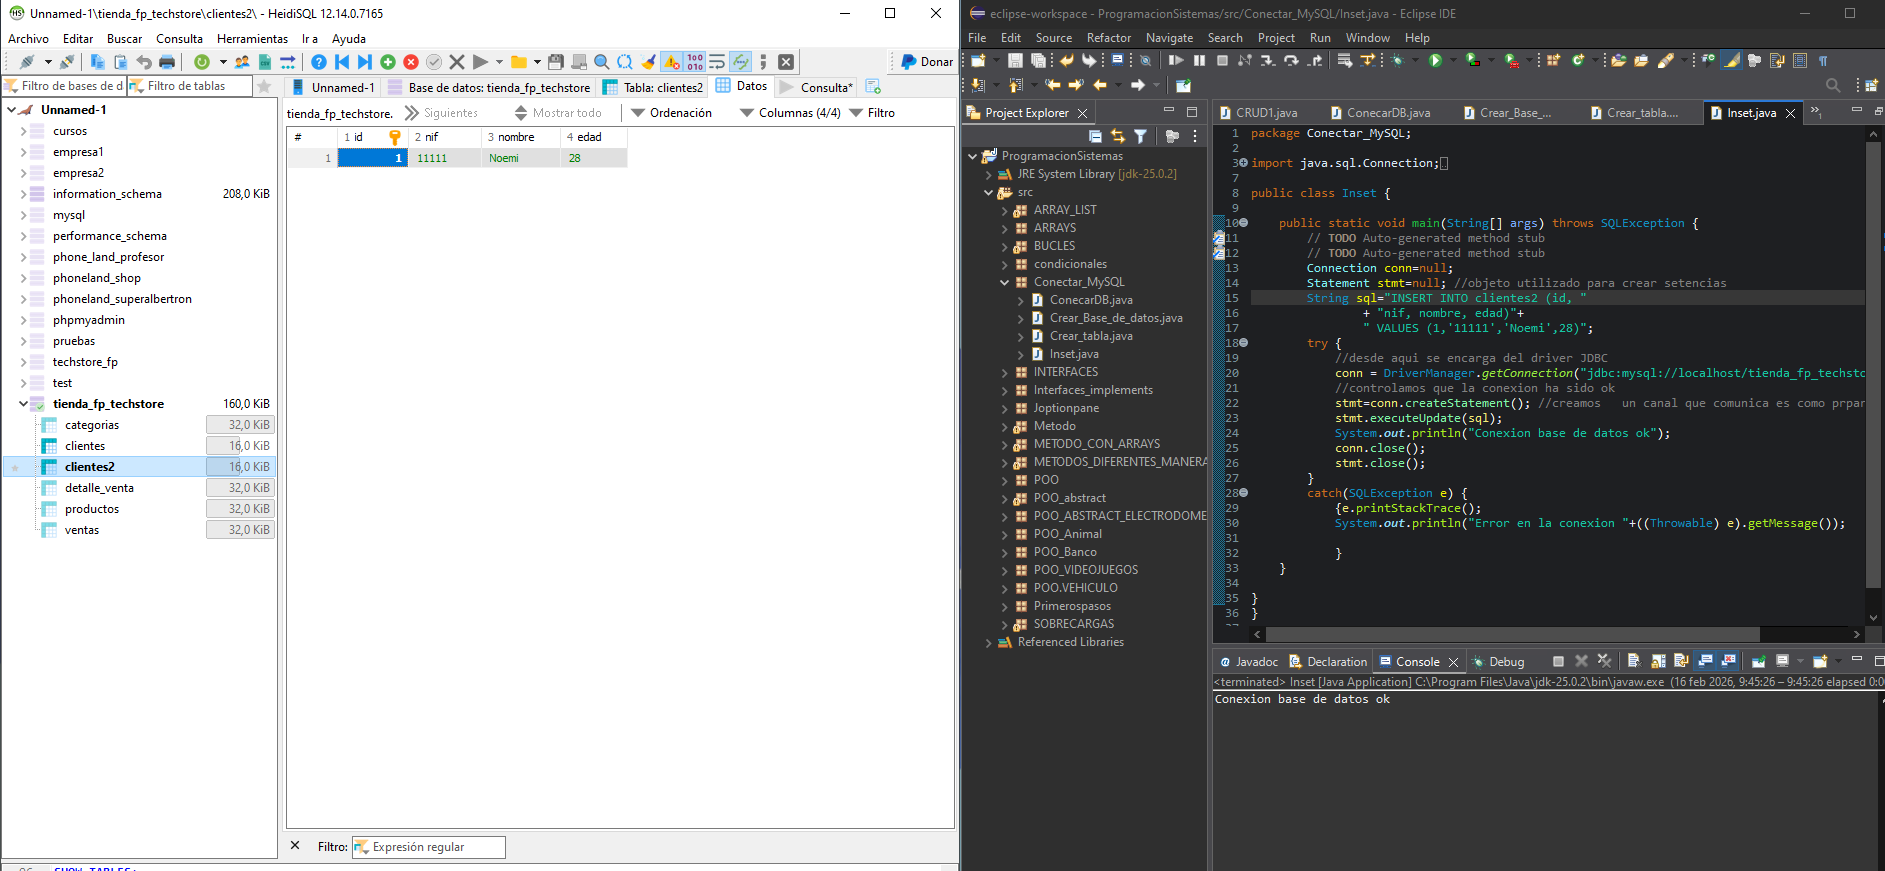 Unnamed-1\tienda_fp_techstore\clientes2\ - HeidiSQL 12.14.0.7165
Archivo Editar Buscar Consulta Herramientas Ir a Ayuda
Donar
Filtro de bases de d
Filtro de tablas
Unnamed-1
cursos
empresa1
empresa2
information_schema 208,0 KiB
mysql
performance_schema
phone_land_profesor
phoneland_shop
phoneland_superalbertron
phpmyadmin
pruebas
techstore_fp
test
tienda_fp_techstore 160,0 KiB
categorias 32,0 KiB
clientes 16,0 KiB
clientes2 16,0 KiB
detalle_venta 32,0 KiB
productos 32,0 KiB
ventas 32,0 KiB
Unnamed-1 Base de datos: tienda_fp_techstore Tabla: clientes2 Datos Consulta*
tienda_fp_techstore. Siguientes Mostrar todo Ordenación Columnas (4/4) Filtro
# 1 id 2 nif 3 nombre 4 edad
1 1 11111 Noemi 28
Filtro: Expresión regular
SHOW TABLES;
eclipse-workspace - ProgramacionSistemas/src/Conectar_MySQL/Inset.java - Eclipse IDE
File Edit Source Refactor Navigate Search Project Run Window Help
Project Explorer
ProgramacionSistemas
JRE System Library [jdk-25.0.2]
src
ARRAY_LIST
ARRAYS
BUCLES
condicionales
Conectar_MySQL
ConecarDB.java
Crear_Base_de_datos.java
Crear_tabla.java
Inset.java
INTERFACES
Interfaces_implements
Joptionpane
Metodo
METODO_CON_ARRAYS
METODOS_DIFERENTES_MANERA
POO
POO_abstract
POO_ABSTRACT_ELECTRODOME
POO_Animal
POO_Banco
POO_VIDEOJUEGOS
POO.VEHICULO
Primerospasos
SOBRECARGAS
Referenced Libraries
CRUD1.java ConecarDB.java Crear_Base_... Crear_tabla.... Inset.java
1 package Conectar_MySQL;
2
3 import java.sql.Connection;
7
8 public class Inset {
9
10 public static void main(String[] args) throws SQLException {
11 // TODO Auto-generated method stub
12 // TODO Auto-generated method stub
13 Connection conn=null;
14 Statement stmt=null; //objeto utilizado para crear setencias
15 String sql="INSERT INTO clientes2 (id, "
16 + "nif, nombre, edad)"+
17 " VALUES (1,'11111','Noemi',28)";
18 try {
19 //desde aqui se encarga del driver JDBC
20 conn = DriverManager.getConnection("jdbc:mysql://localhost/tienda_fp_techsto
21 //controlamos que la conexion ha sido ok
22 stmt=conn.createStatement(); //creamos un canal que comunica es como prpar
23 stmt.executeUpdate(sql);
24 System.out.println("Conexion base de datos ok");
25 conn.close();
26 stmt.close();
27 }
28 catch(SQLException e) {
29 {e.printStackTrace();
30 System.out.println("Error en la conexion "+((Throwable) e).getMessage());
31
32 }
33 }
34
35 }
36 }
Javadoc Declaration Console Debug
<terminated> Inset [Java Application] C:\Program Files\Java\jdk-25.0.2\bin\javaw.exe (16 feb 2026, 9:45:26 – 9:45:26 elapsed 0:0
Conexion base de datos ok